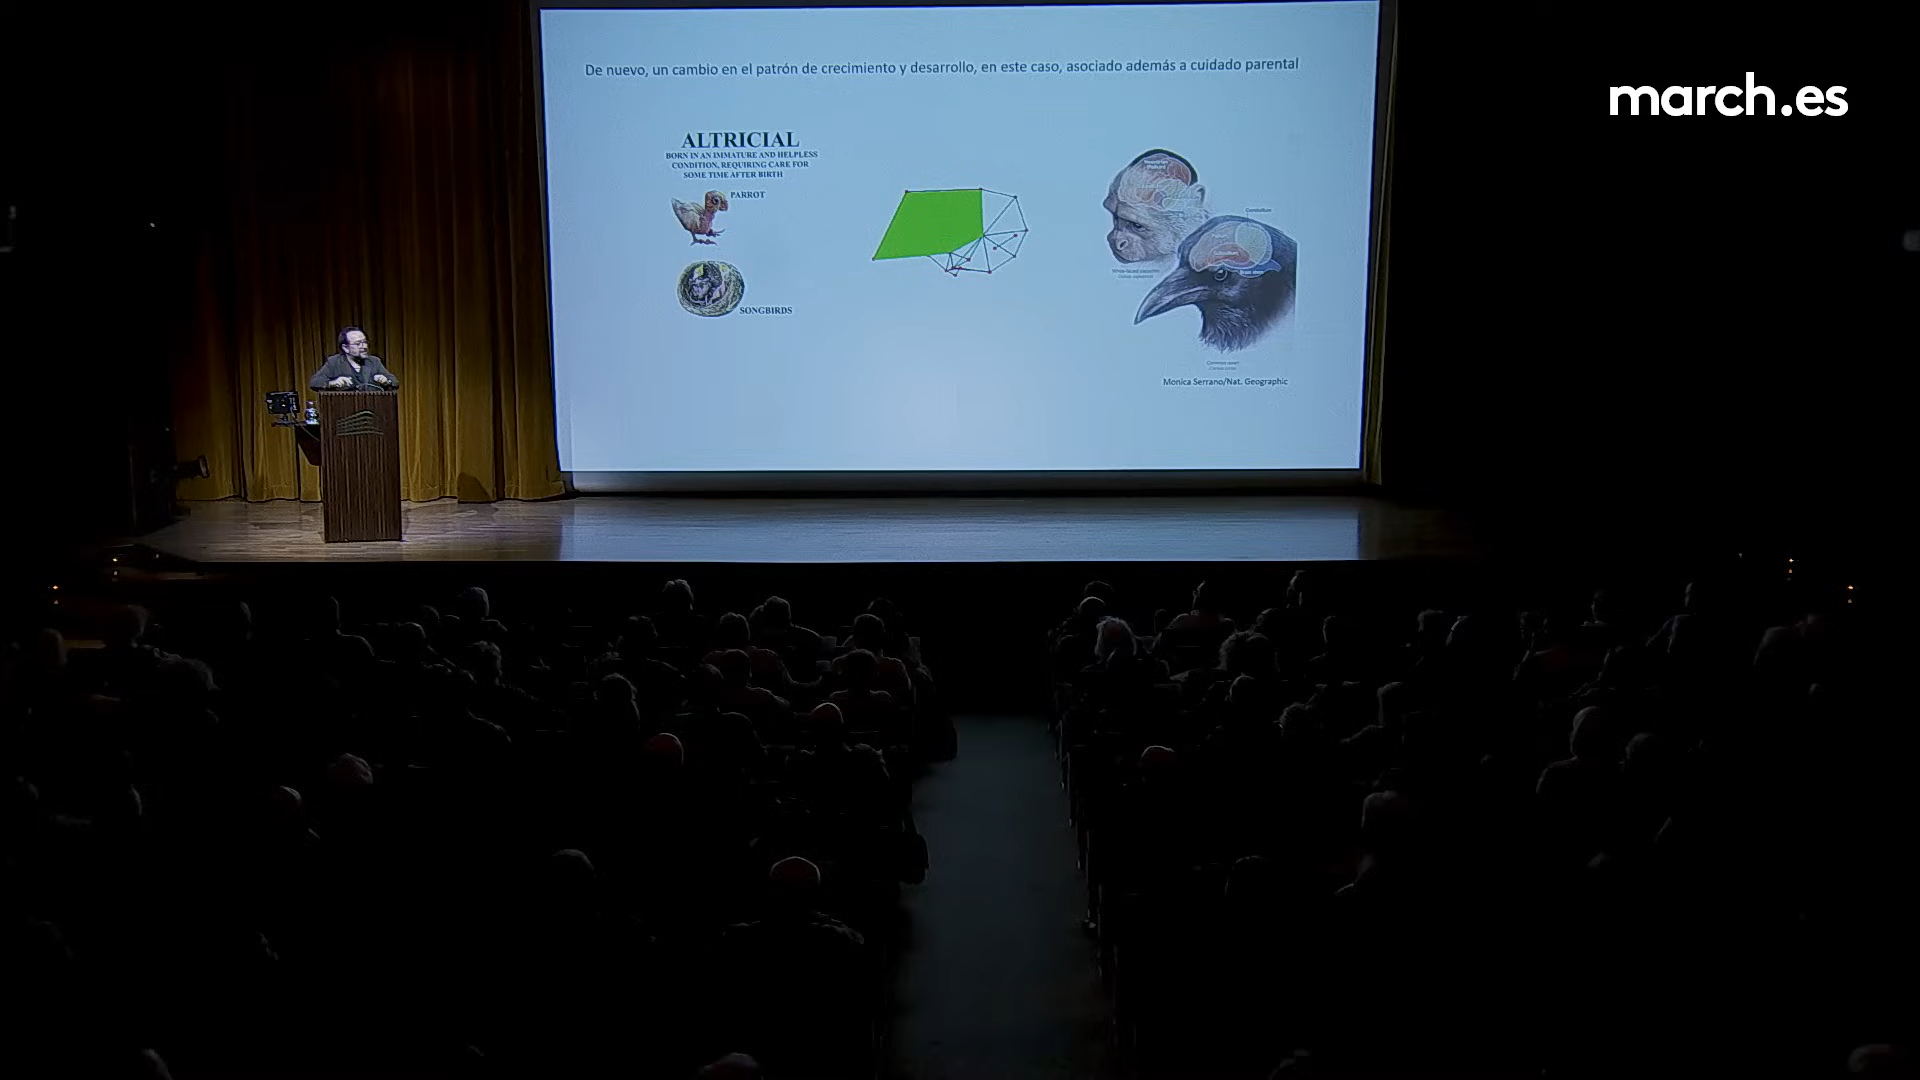 De nuevo, un cambio en el patrón de crecimiento y desarrollo, en este caso, asociado además a cuidado parental
march.es
ALTRICIAL
BORN IN AN IMMATURE AND HELPLESS
CONDITION, REQUIRING CARE FOR
SOME TIME AFTER BIRTH
PARROT
SONGBIRDS
Cerebellum
Monica Serrano/Nat. Geographic